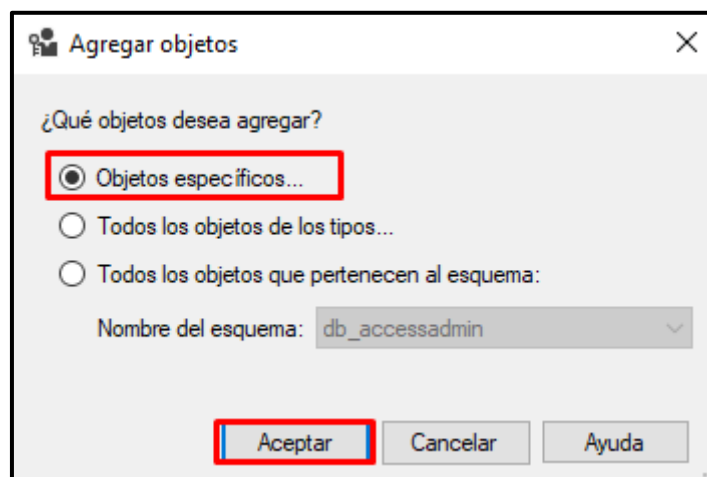 Agregar objetos
¿Qué objetos desea agregar?
Objetos específicos...
Todos los objetos de los tipos...
Todos los objetos que pertenecen al esquema:
Nombre del esquema: db_accessadmin
Aceptar Cancelar Ayuda